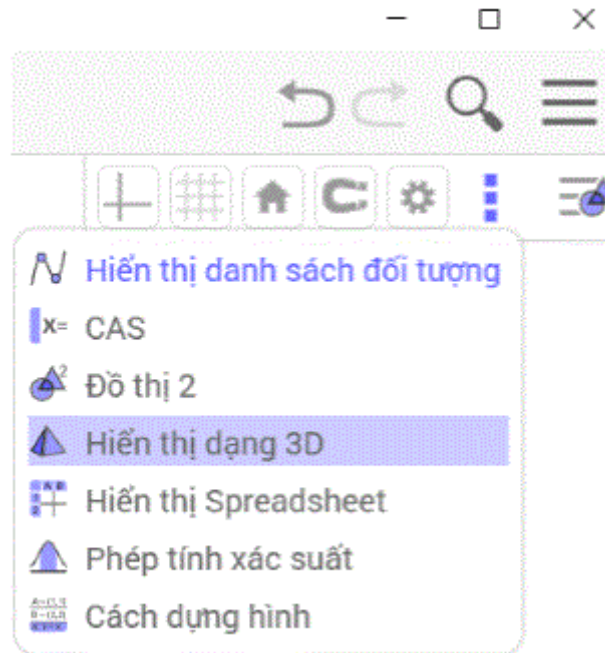 Hiển thị danh sách đối tượng
x= CAS
Đồ thị 2
Hiển thị dạng 3D
Hiển thị Spreadsheet
Phép tính xác suất
Cách dựng hình